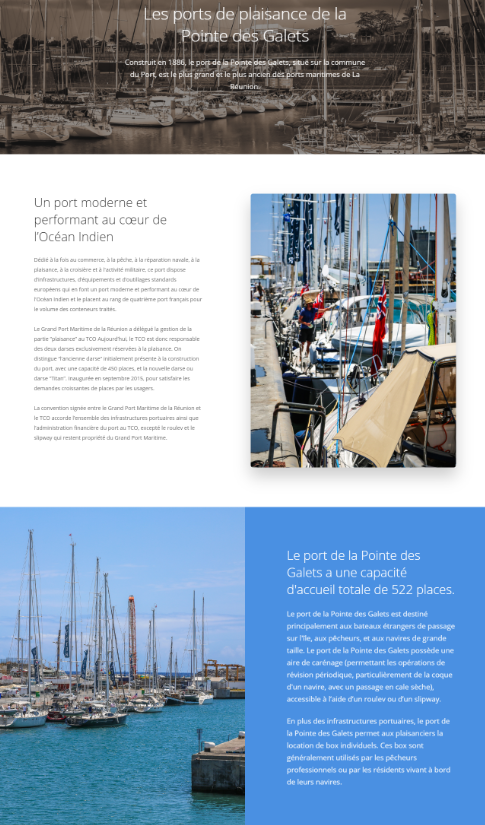 Les ports de plaisance de la
Pointe des Galets
Construit en 1886, le port de la Pointe des Galets, situé sur la commune
du Port, est le plus grand et le plus ancien des ports maritimes de La
Réunion.
Un port moderne et
performant au cœur de
l'Océan Indien
Dédié à la fois au commerce, à la pêche, à la réparation navale, à la
plaisance, à la croisière et à l'activité militaire, ce port dispose
d'infrastructures, d'équipements et d'outillages standards
européens qui en font un port moderne et performant au cœur de
l'Océan Indien et le placent au rang de quatrième port français pour
le volume des conteneurs traités.
Le Grand Port Maritime de la Réunion a délégué la gestion de la
partie "plaisance" au TCO Aujourd'hui, le TCO est donc responsable
des deux darses exclusivement réservées à la plaisance. On
distingue "l'ancienne darse" initialement présente à la construction
du port, avec une capacité de 450 places, et la nouvelle darse ou
darse "Titan", inaugurée en septembre 2015, pour satisfaire les
demandes croissantes de places par les usagers.
La convention signée entre le Grand Port Maritime de la Réunion et
le TCO accorde l'ensemble des infrastructures portuaires ainsi que
l'administration financière du port au TCO, excepté le roulev et le
slipway qui restent propriété du Grand Port Maritime.
Le port de la Pointe des
Galets a une capacité
d'accueil totale de 522 places.
Le port de la Pointe des Galets est destiné
principalement aux bateaux étrangers de passage
sur l'île, aux pêcheurs, et aux navires de grande
taille. Le port de la Pointe des Galets possède une
aire de carénage (permettant les opérations de
révision périodique, particulièrement de la coque
d'un navire, avec un passage en cale sèche),
accessible à l'aide d'un roulev ou d'un slipway.
En plus des infrastructures portuaires, le port de
la Pointe des Galets permet aux plaisanciers la
location de box individuels. Ces box sont
généralement utilisés par les pêcheurs
professionnels ou par les résidents vivant à bord
de leurs navires.